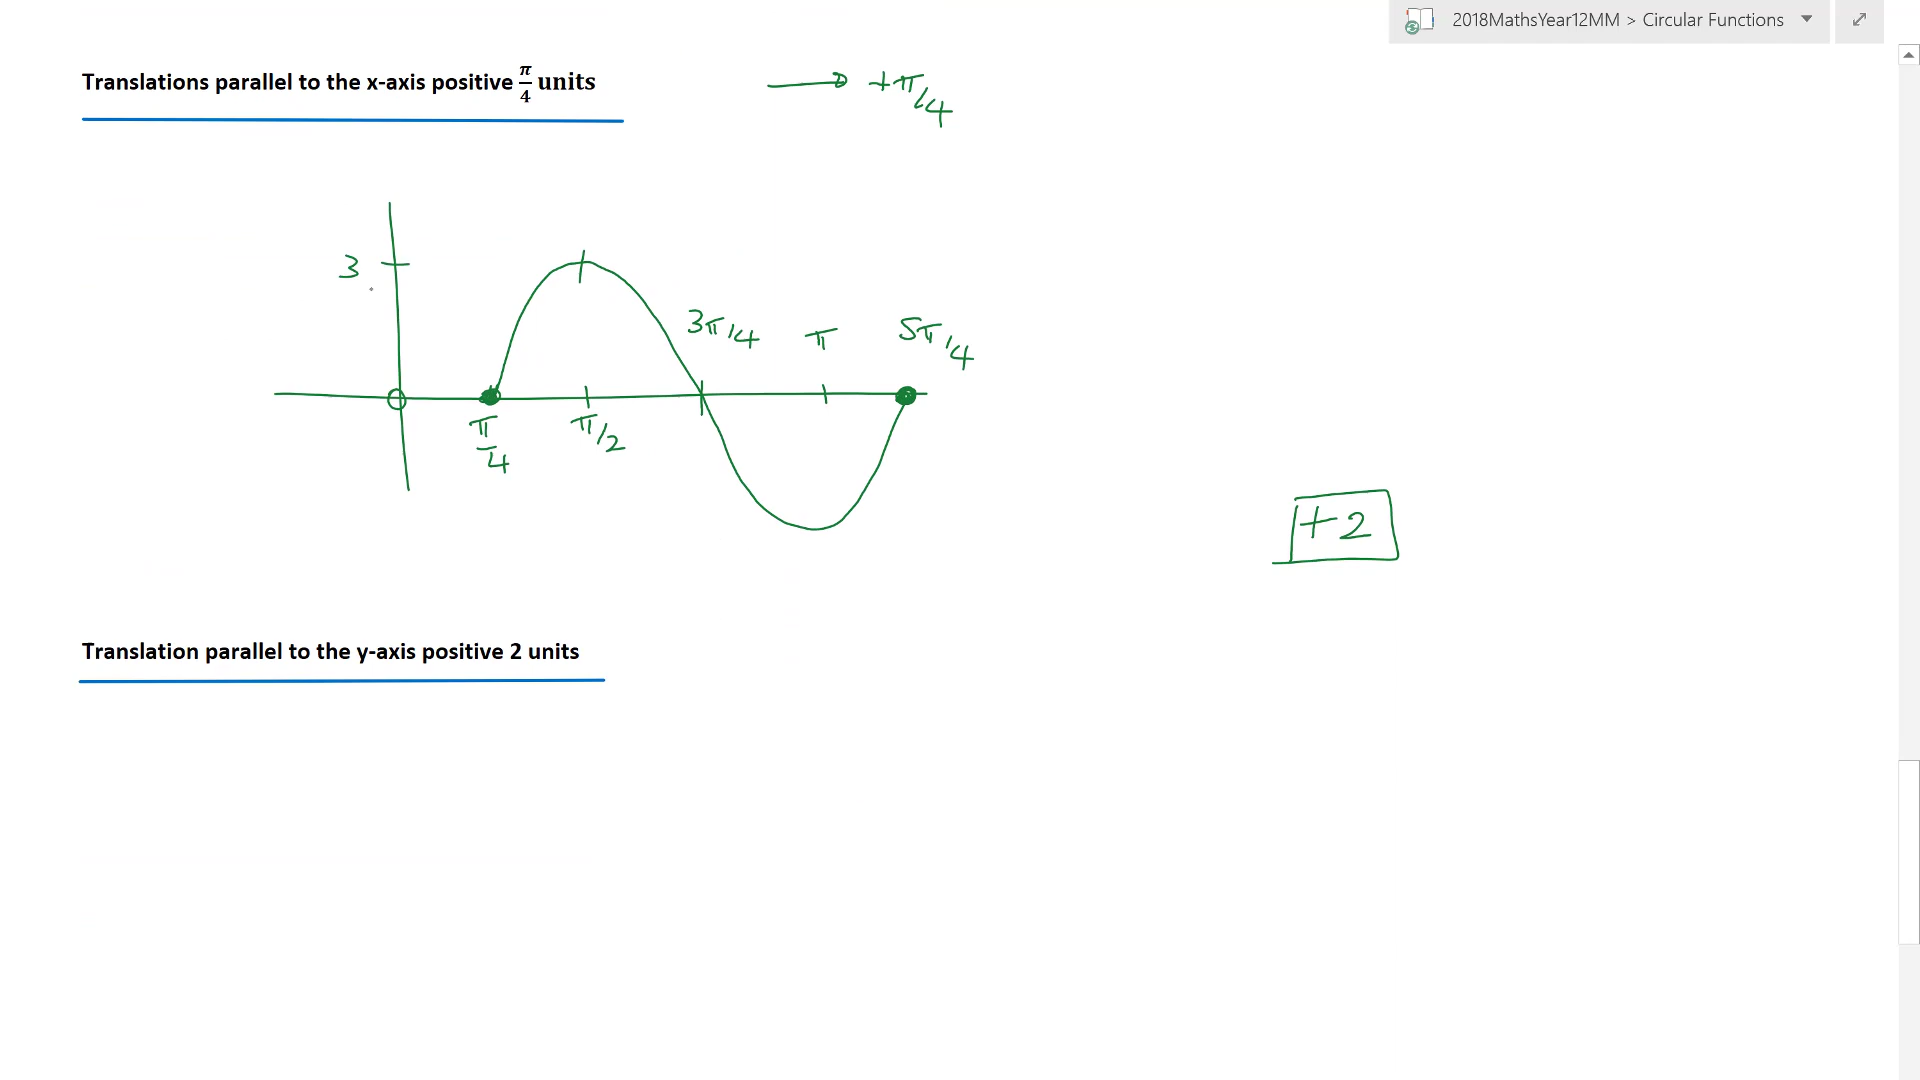 2018MathsYear12MM > Circular Functions
Translations parallel to the x-axis positive π/4 units
+π/4
3
3π/4
π
5π/4
π/4
π/2
+2
Translation parallel to the y-axis positive 2 units